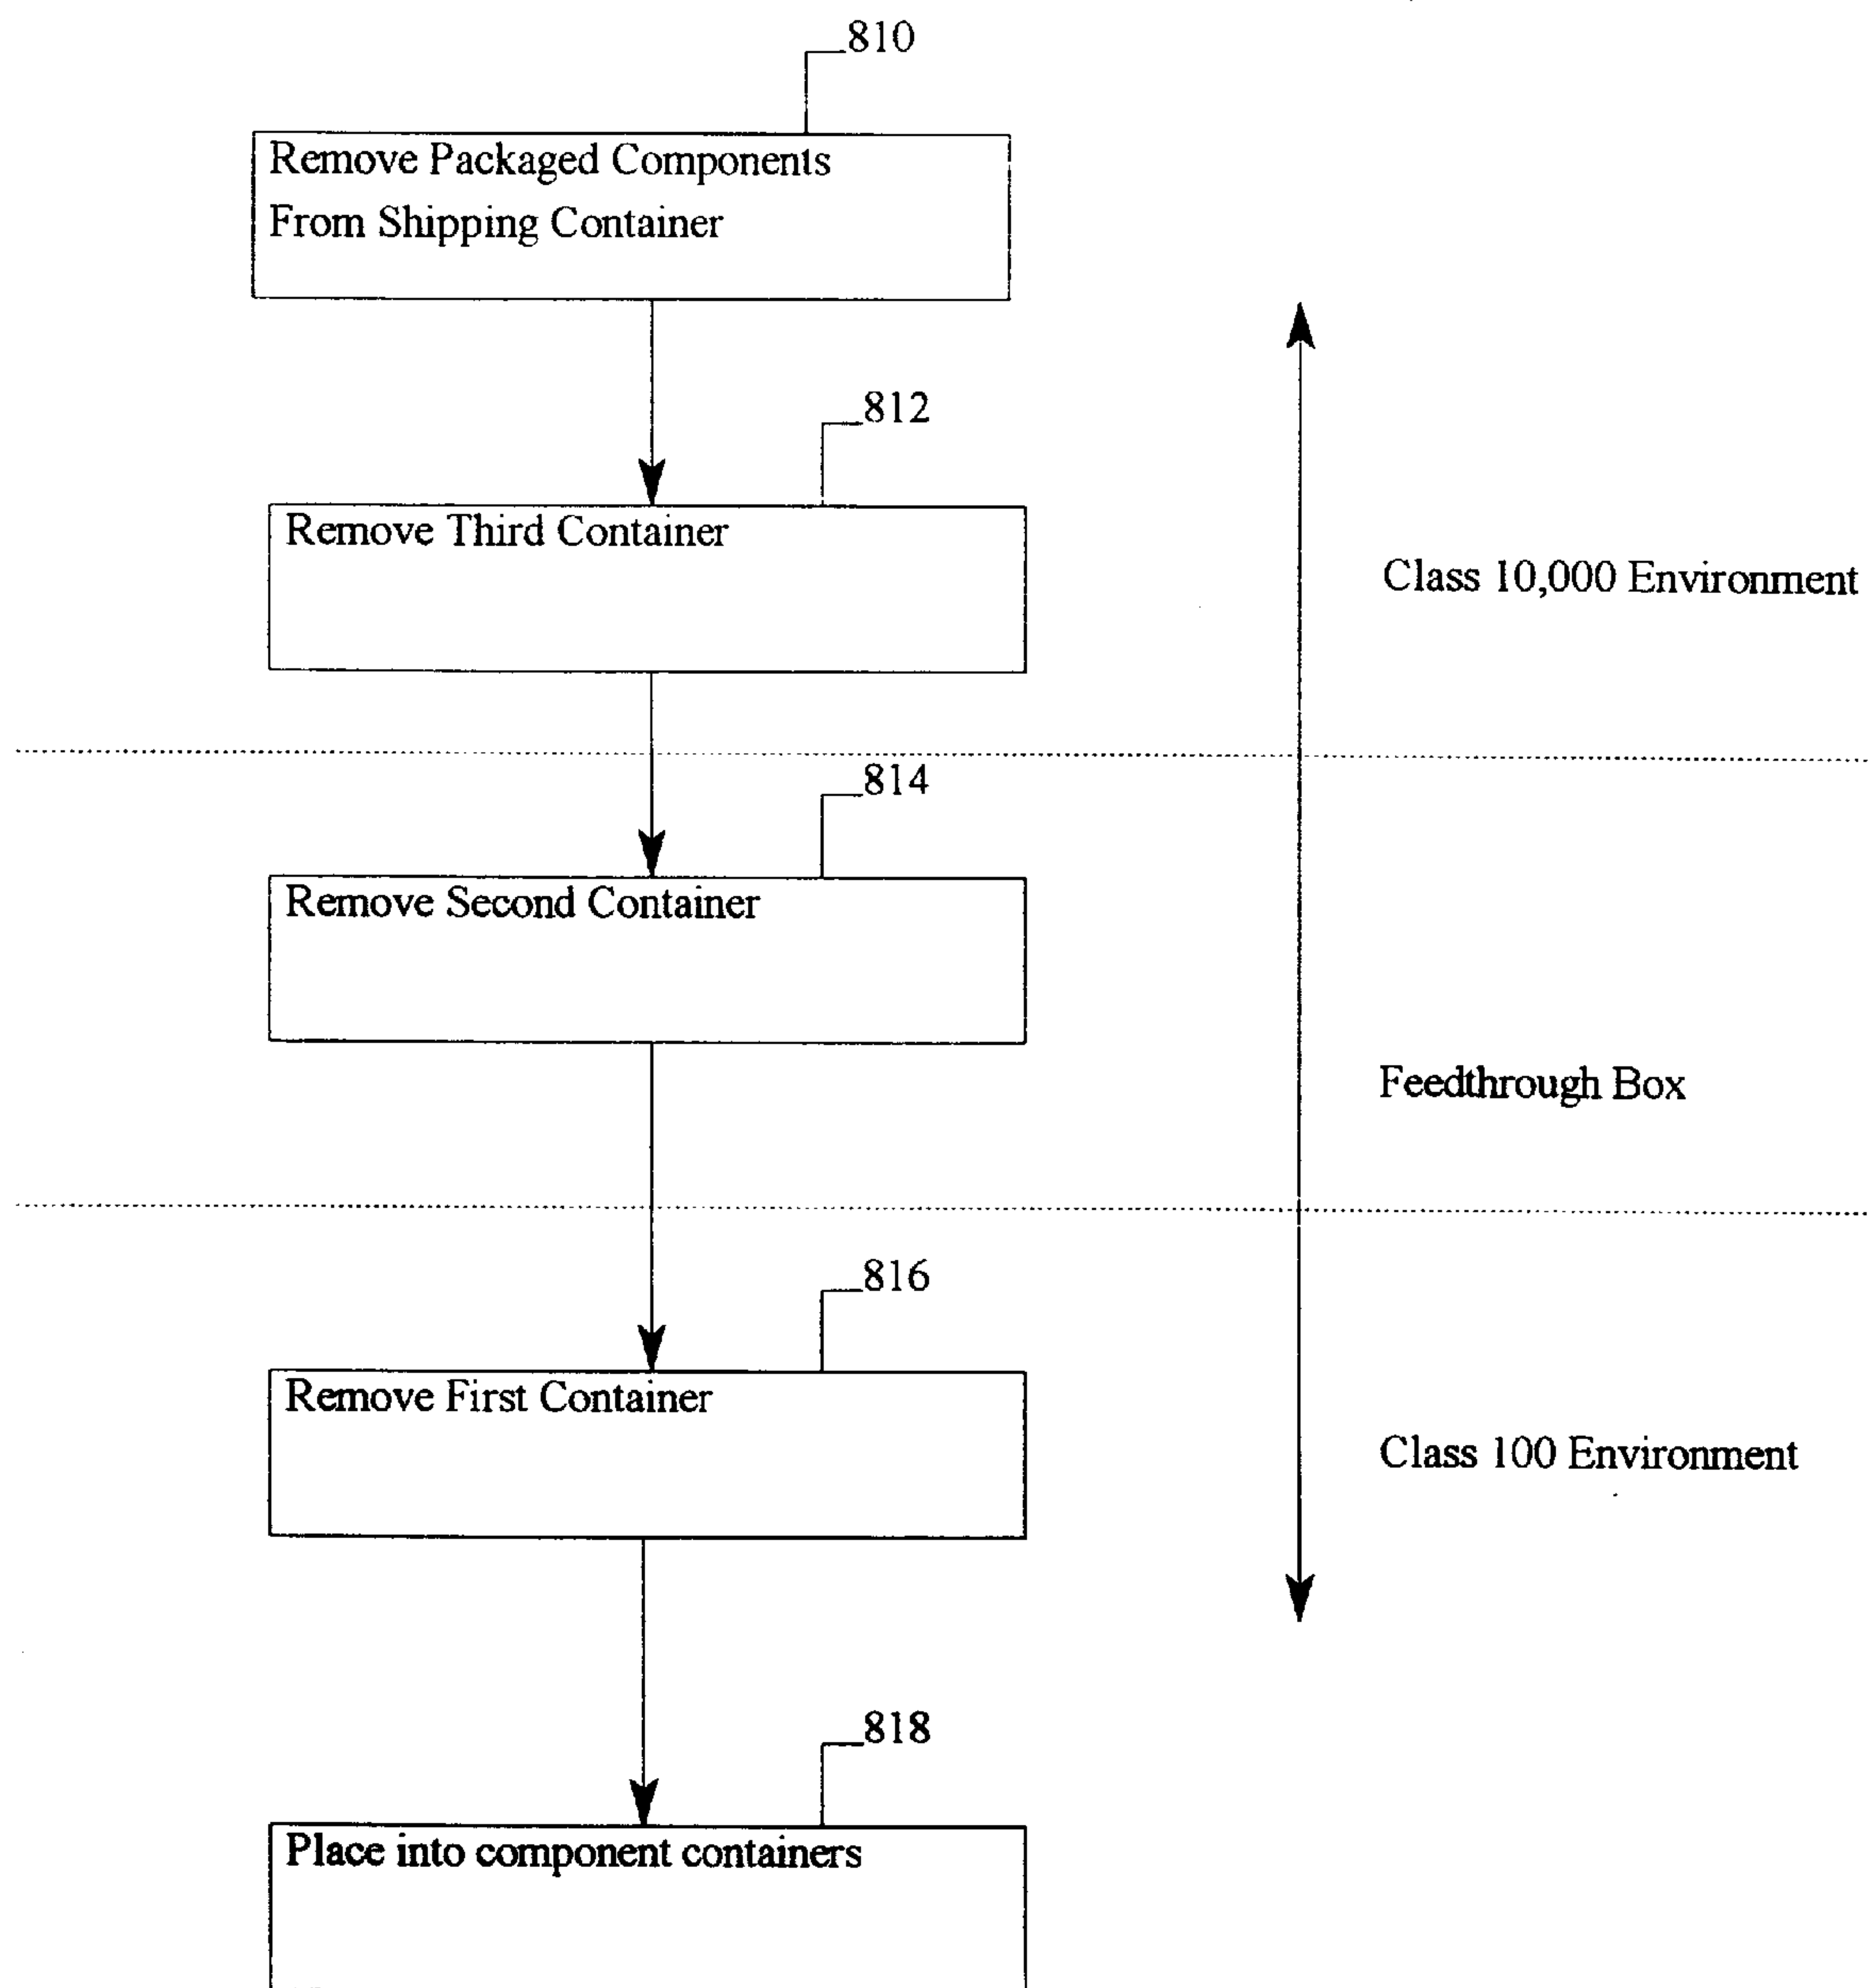 810
Remove Packaged Components
From Shipping Container
812
Remove Third Container
Class 10,000 Environment
814
Remove Second Container
Feedthrough Box
816
Remove First Container
Class 100 Environment
818
Place into component containers